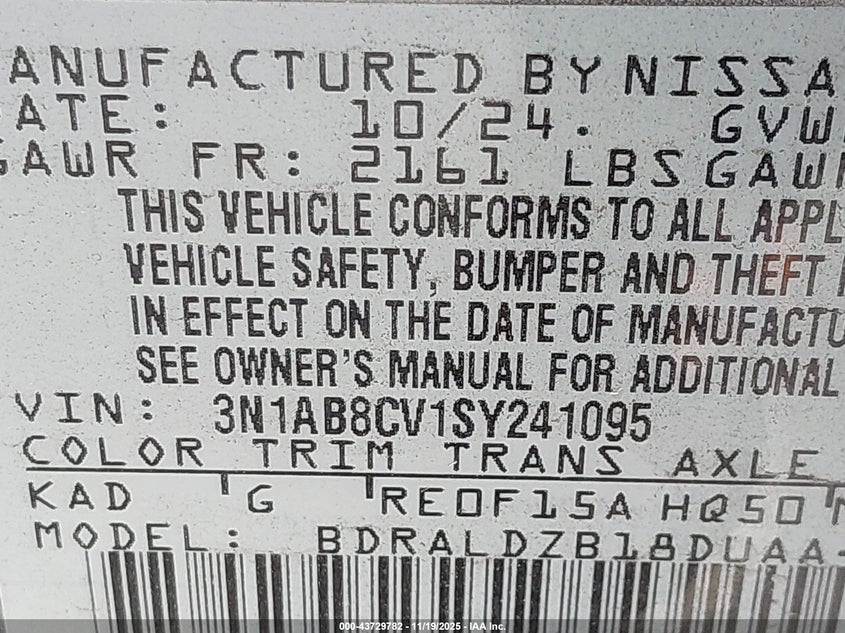 MANUFACTURED BY NISSA
DATE: 10/24. GVW
GAWR FR: 2161 LBS GAWR
THIS VEHICLE CONFORMS TO ALL APPL
VEHICLE SAFETY, BUMPER AND THEFT
IN EFFECT ON THE DATE OF MANUFACTU
SEE OWNER'S MANUAL FOR ADDITIONAL
VIN: 3N1AB8CV1SY241095
COLOR TRIM TRANS AXLE
KAD G RE0F15A HQ50
MODEL: BDRALDZB18DUAA-
000-43729782 - 11/19/2025 - IAA Inc.